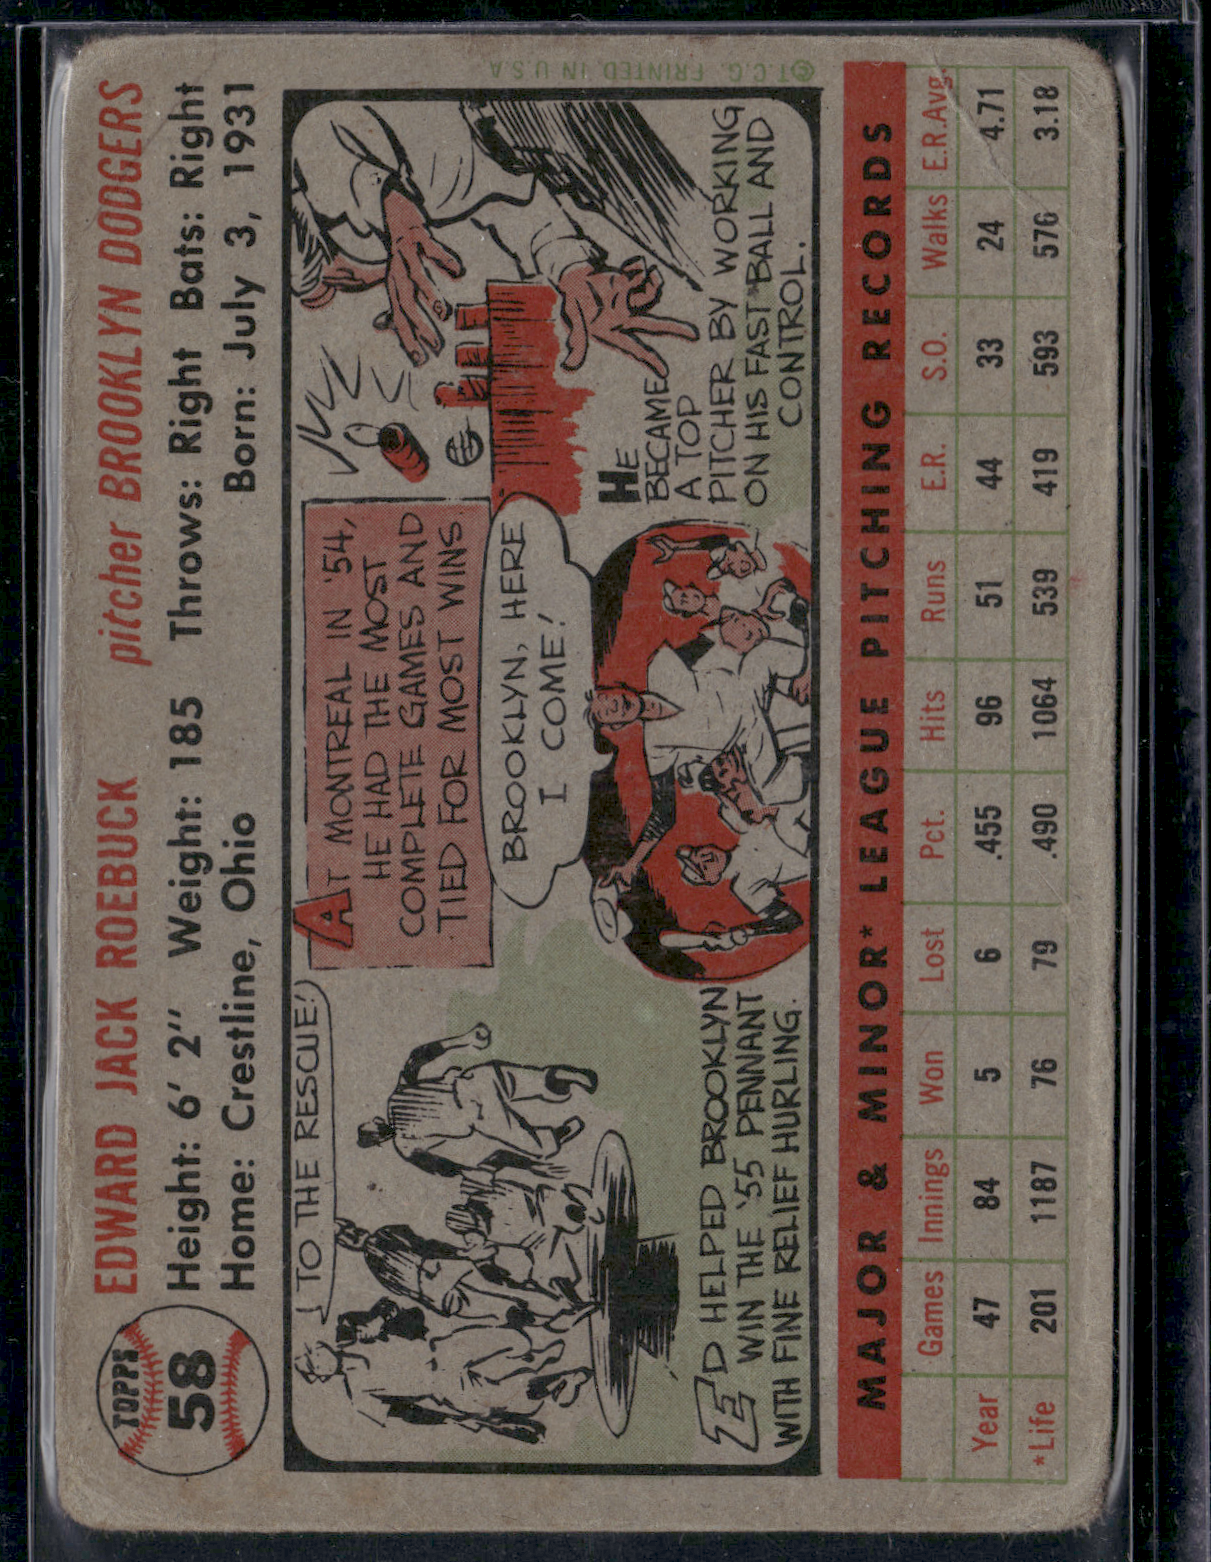 TOPPS
58
EDWARD JACK ROEBUCK pitcher BROOKLYN DODGERS
Height: 6' 2" Weight: 185 Throws: Right Bats: Right
Home: Crestline, Ohio Born: July 3, 1931
TO THE RESCUE!
ED HELPED BROOKLYN
WIN THE '55 PENNANT
WITH FINE RELIEF HURLING.
AT MONTREAL IN '54,
HE HAD THE MOST
COMPLETE GAMES AND
TIED FOR MOST WINS.
BROOKLYN, HERE
I COME!
HE
BECAME
A TOP
PITCHER BY WORKING
ON HIS FAST BALL AND
CONTROL.
MAJOR & MINOR* LEAGUE PITCHING RECORDS
Games Innings Won Lost Pct. Hits Runs E.R. S.O. Walks E.R.Avg.
Year 47 84 5 6 .455 96 51 44 33 24 4.71
*Life 201 1187 76 79 .490 1064 539 419 593 576 3.18
©T.C.G. PRINTED IN U.S.A.